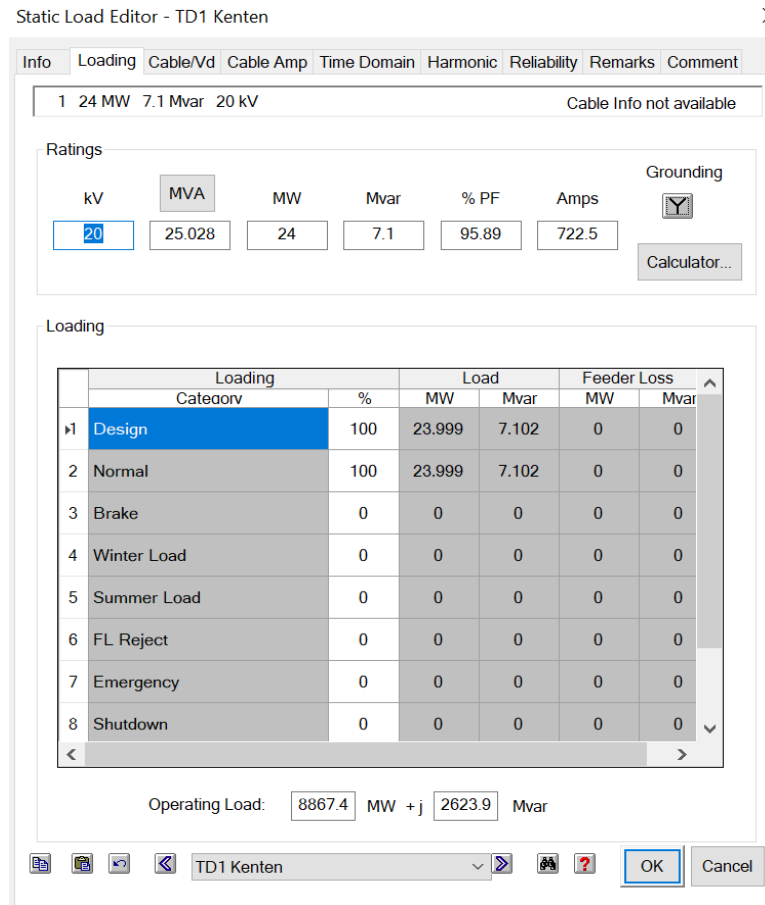 Static Load Editor - TD1 Kenten
Info Loading Cable/Vd Cable Amp Time Domain Harmonic Reliability Remarks Comment
1 24 MW 7.1 Mvar 20 kV Cable Info not available
Ratings
Grounding
kV MVA MW Mvar % PF Amps
Y
20 25.028 24 7.1 95.89 722.5
Calculator...
Loading
Loading Load Feeder Loss
Category % MW Mvar MW Mvar
1 Design 100 23.999 7.102 0 0
2 Normal 100 23.999 7.102 0 0
3 Brake 0 0 0 0 0
4 Winter Load 0 0 0 0 0
5 Summer Load 0 0 0 0 0
6 FL Reject 0 0 0 0 0
7 Emergency 0 0 0 0 0
8 Shutdown 0 0 0 0 0
Operating Load: 8867.4 MW + j 2623.9 Mvar
TD1 Kenten ? OK Cancel